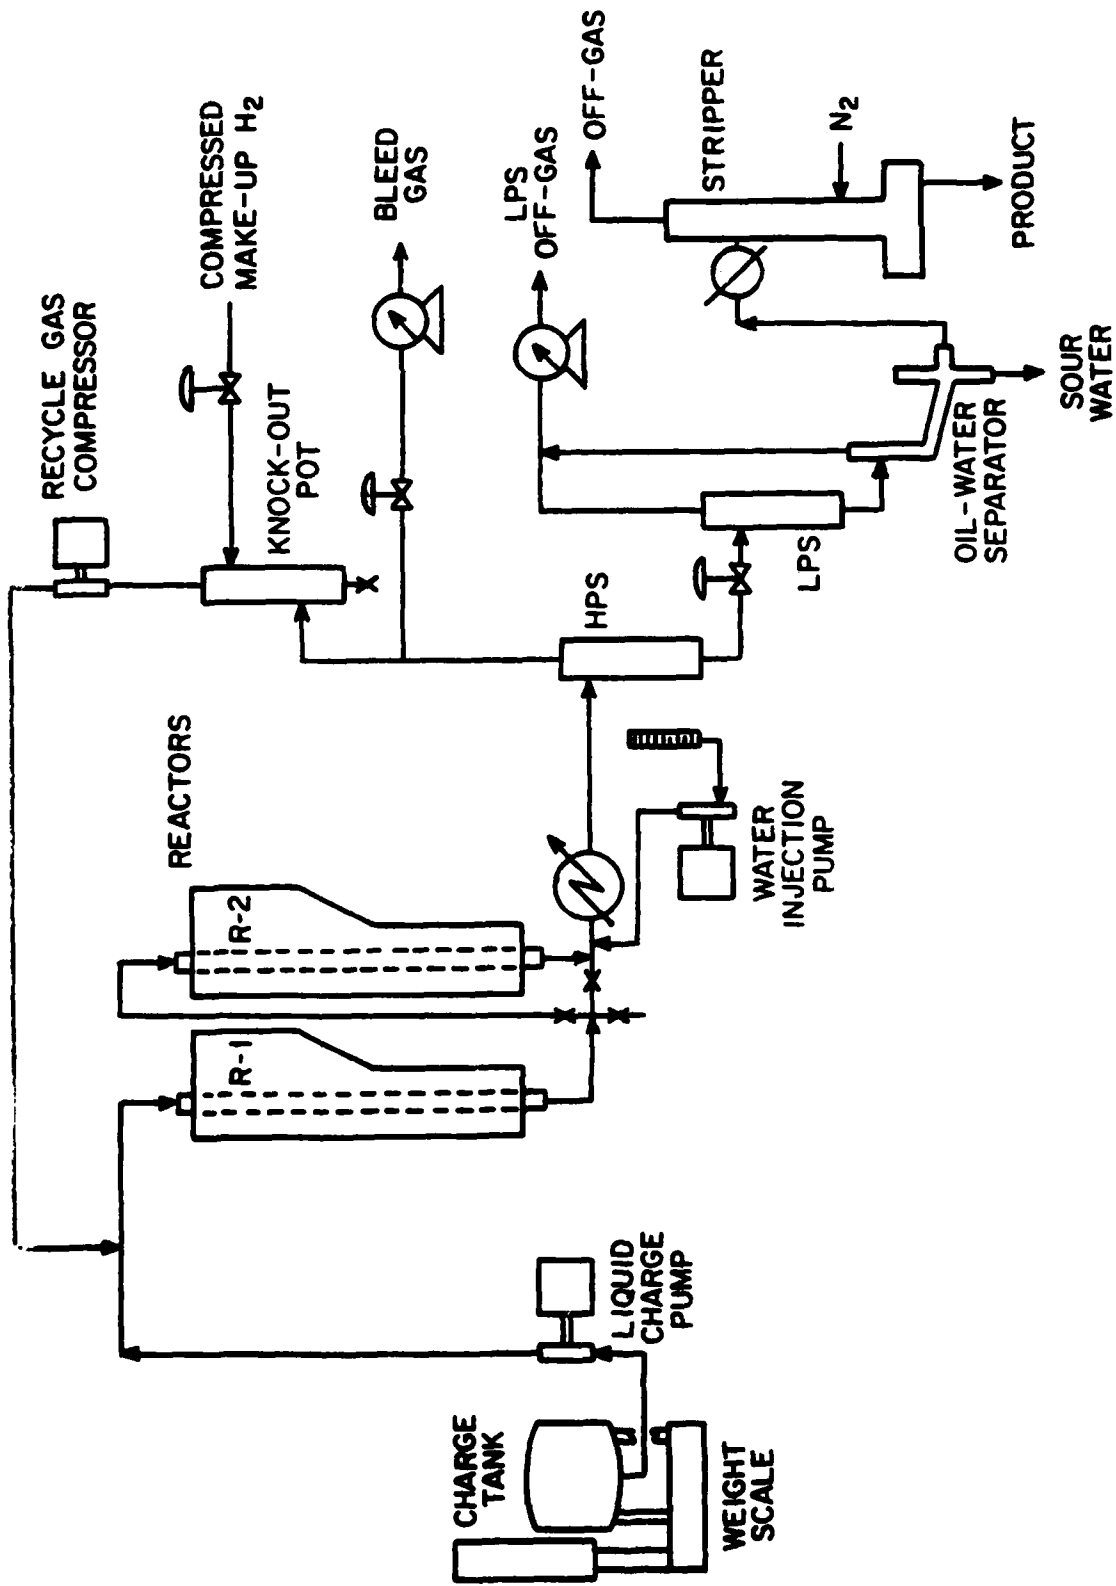 RECYCLE GAS
COMPRESSOR
COMPRESSED
MAKE-UP H2
KNOCK-OUT
POT
BLEED
GAS
REACTORS
R-1
R-2
HPS
LPS
OFF-GAS
OFF-GAS
STRIPPER
N2
LPS
OIL-WATER
SEPARATOR
SOUR
WATER
PRODUCT
WATER
INJECTION
PUMP
LIQUID
CHARGE
PUMP
CHARGE
TANK
WEIGHT
SCALE